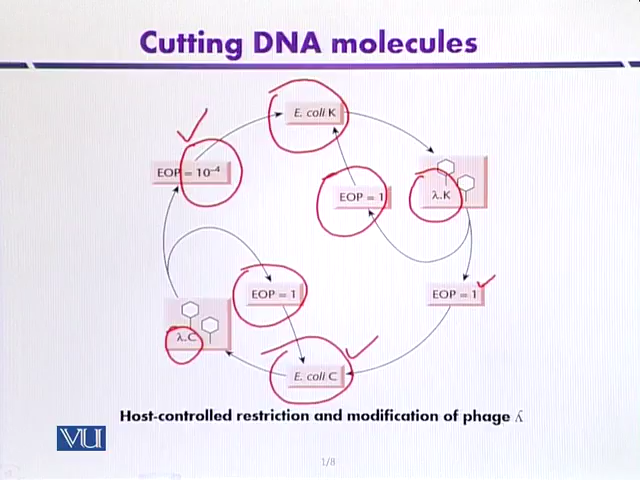 Cutting DNA molecules
E. coli K
EOP = 10⁻⁴
EOP = 1
λ.K
EOP = 1
EOP = 1
λ.C
E. coli C
Host-controlled restriction and modification of phage λ
VU
1/8